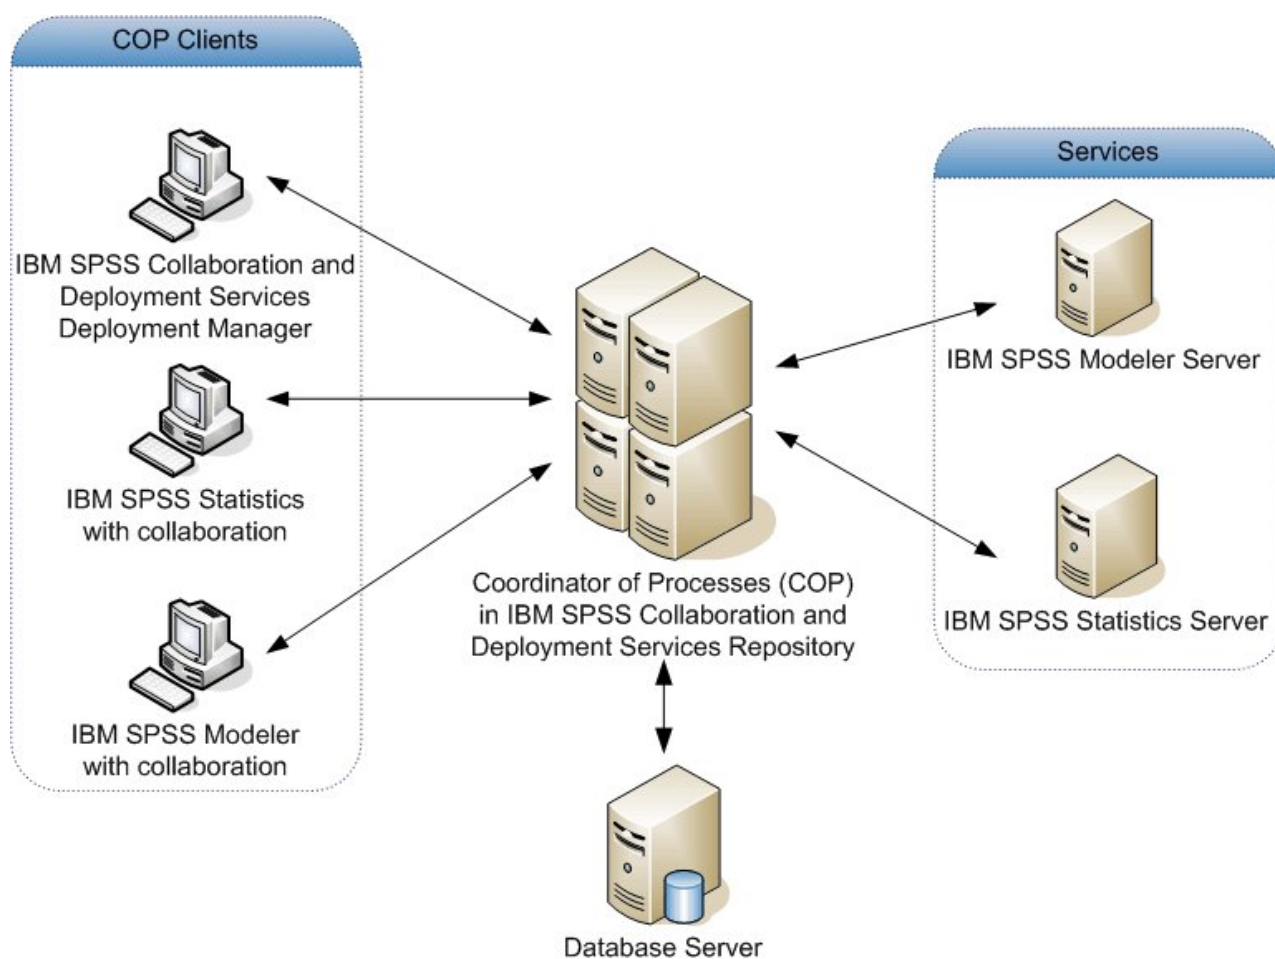 COP Clients
IBM SPSS Collaboration and
Deployment Services
Deployment Manager
IBM SPSS Statistics
with collaboration
IBM SPSS Modeler
with collaboration
Coordinator of Processes (COP)
in IBM SPSS Collaboration and
Deployment Services Repository
Database Server
Services
IBM SPSS Modeler Server
IBM SPSS Statistics Server